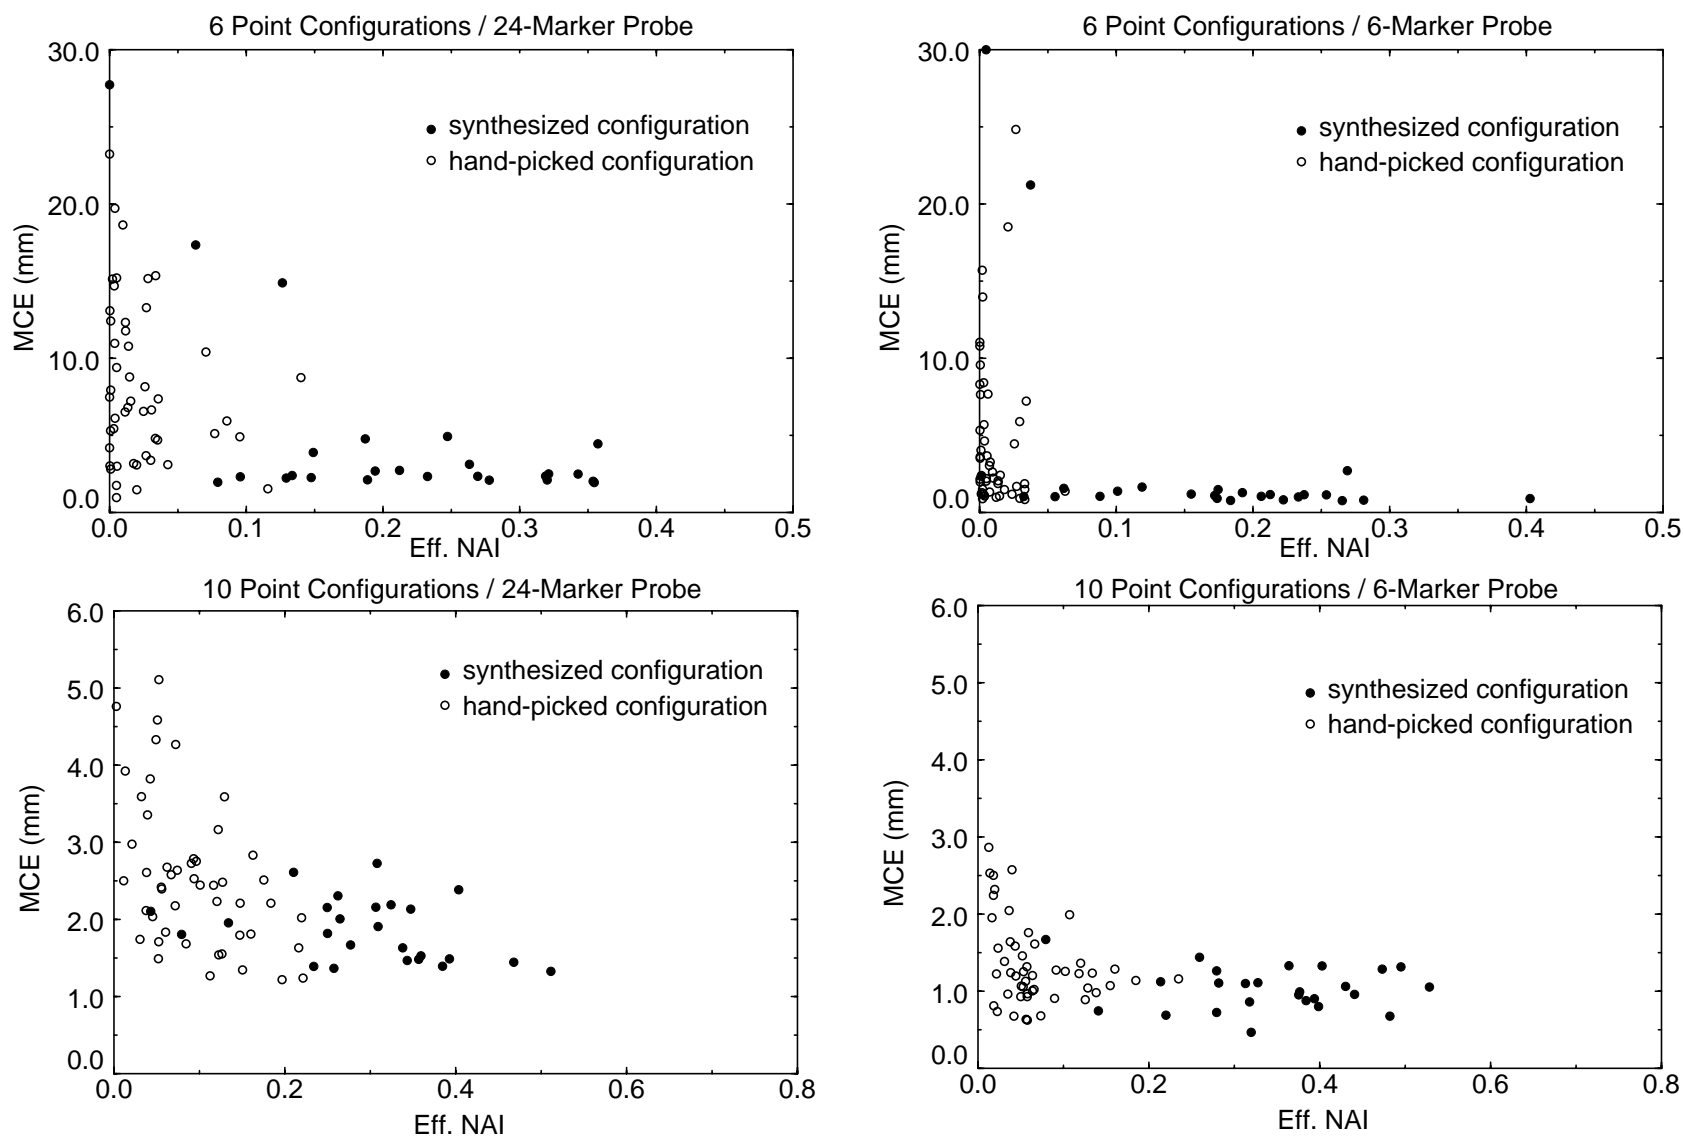 6 Point Configurations / 24-Marker Probe
30.0
20.0
10.0
0.0
MCE (mm)
synthesized configuration
hand-picked configuration
0.0 0.1 0.2 0.3 0.4 0.5
Eff. NAI
6 Point Configurations / 6-Marker Probe
30.0
20.0
10.0
0.0
MCE (mm)
synthesized configuration
hand-picked configuration
0.0 0.1 0.2 0.3 0.4 0.5
Eff. NAI
10 Point Configurations / 24-Marker Probe
6.0
5.0
4.0
3.0
2.0
1.0
0.0
MCE (mm)
synthesized configuration
hand-picked configuration
0.0 0.2 0.4 0.6 0.8
Eff. NAI
10 Point Configurations / 6-Marker Probe
6.0
5.0
4.0
3.0
2.0
1.0
0.0
MCE (mm)
synthesized configuration
hand-picked configuration
0.0 0.2 0.4 0.6 0.8
Eff. NAI